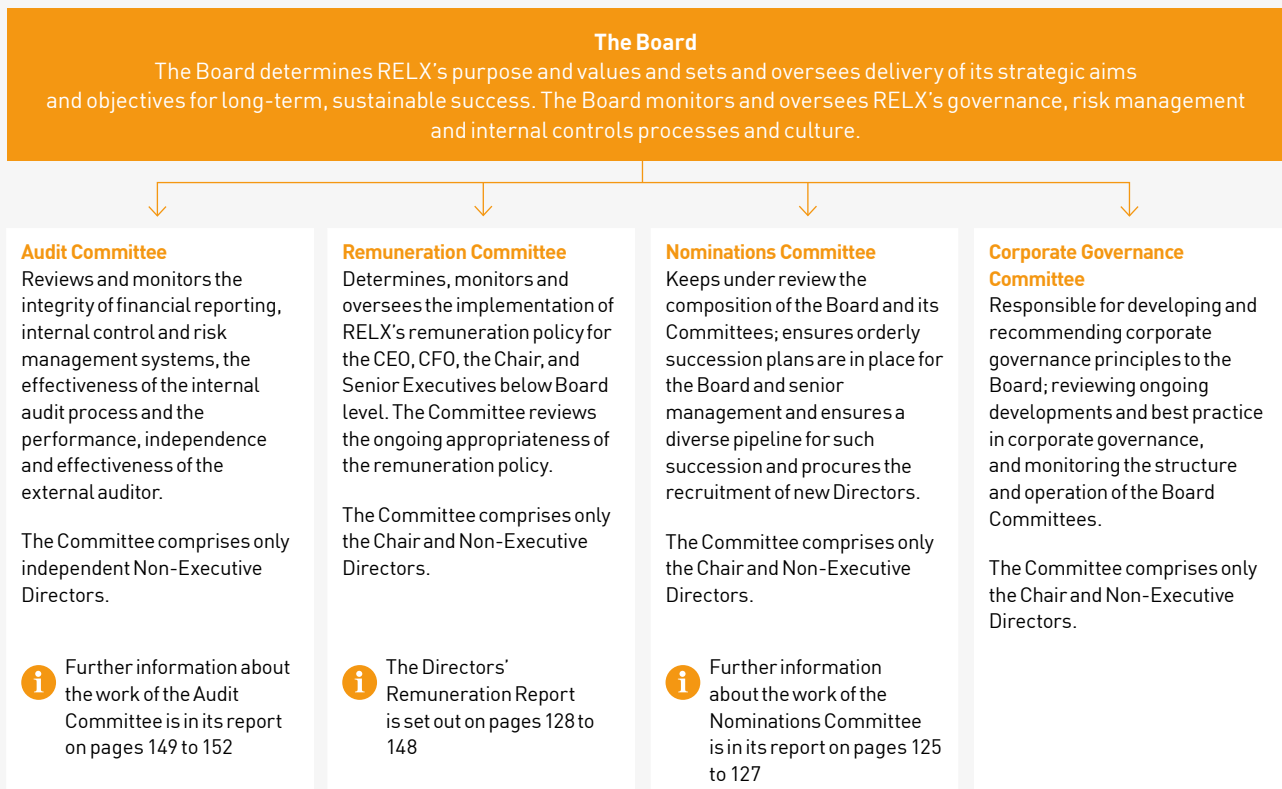 The Board
The Board determines RELX's purpose and values and sets and oversees delivery of its strategic aims
and objectives for long-term, sustainable success. The Board monitors and oversees RELX's governance, risk management
and internal controls processes and culture.
Audit Committee
Reviews and monitors the
integrity of financial reporting,
internal control and risk
management systems, the
effectiveness of the internal
audit process and the
performance, independence
and effectiveness of the
external auditor.
The Committee comprises only
independent Non-Executive
Directors.
i
Further information about
the work of the Audit
Committee is in its report
on pages 149 to 152
Remuneration Committee
Determines, monitors and
oversees the implementation of
RELX's remuneration policy for
the CEO, CFO, the Chair, and
Senior Executives below Board
level. The Committee reviews
the ongoing appropriateness of
the remuneration policy.
The Committee comprises only
the Chair and Non-Executive
Directors.
i
The Directors'
Remuneration Report
is set out on pages 128 to
148
Nominations Committee
Keeps under review the
composition of the Board and its
Committees; ensures orderly
succession plans are in place for
the Board and senior
management and ensures a
diverse pipeline for such
succession and procures the
recruitment of new Directors.
The Committee comprises only
the Chair and Non-Executive
Directors.
i
Further information
about the work of the
Nominations Committee
is in its report on pages 125
to 127
Corporate Governance
Committee
Responsible for developing and
recommending corporate
governance principles to the
Board; reviewing ongoing
developments and best practice
in corporate governance,
and monitoring the structure
and operation of the Board
Committees.
The Committee comprises only
the Chair and Non-Executive
Directors.